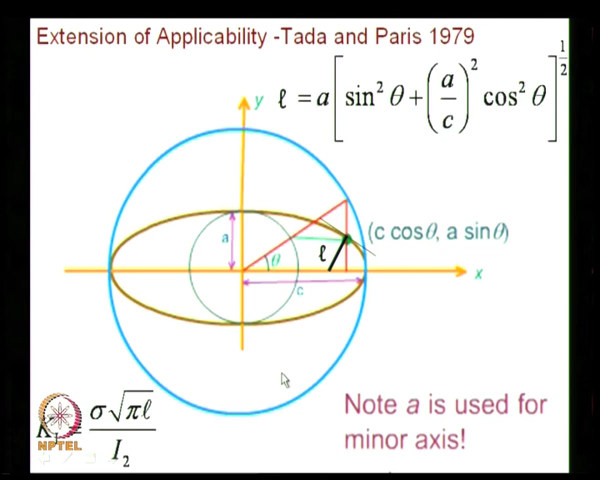 Extension of Applicability -Tada and Paris 1979
ℓ = a [ sin² θ + (a/c)² cos² θ ]^(1/2)
y
(c cosθ, a sinθ)
a
θ
ℓ
x
c
Note a is used for
minor axis!
= σ√πℓ / I₂
NPTEL